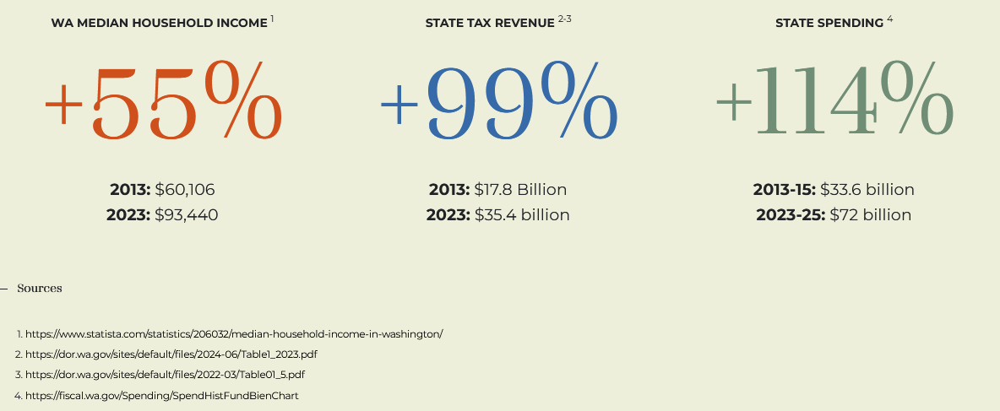 WA MEDIAN HOUSEHOLD INCOME 1
+55%
2013: $60,106
2023: $93,440
STATE TAX REVENUE 2-3
+99%
2013: $17.8 Billion
2023: $35.4 billion
STATE SPENDING 4
+114%
2013-15: $33.6 billion
2023-25: $72 billion
Sources
1. https://www.statista.com/statistics/206032/median-household-income-in-washington/
2. https://dor.wa.gov/sites/default/files/2024-06/Table1_2023.pdf
3. https://dor.wa.gov/sites/default/files/2022-03/Table01_5.pdf
4. https://fiscal.wa.gov/Spending/SpendHistFundBienChart